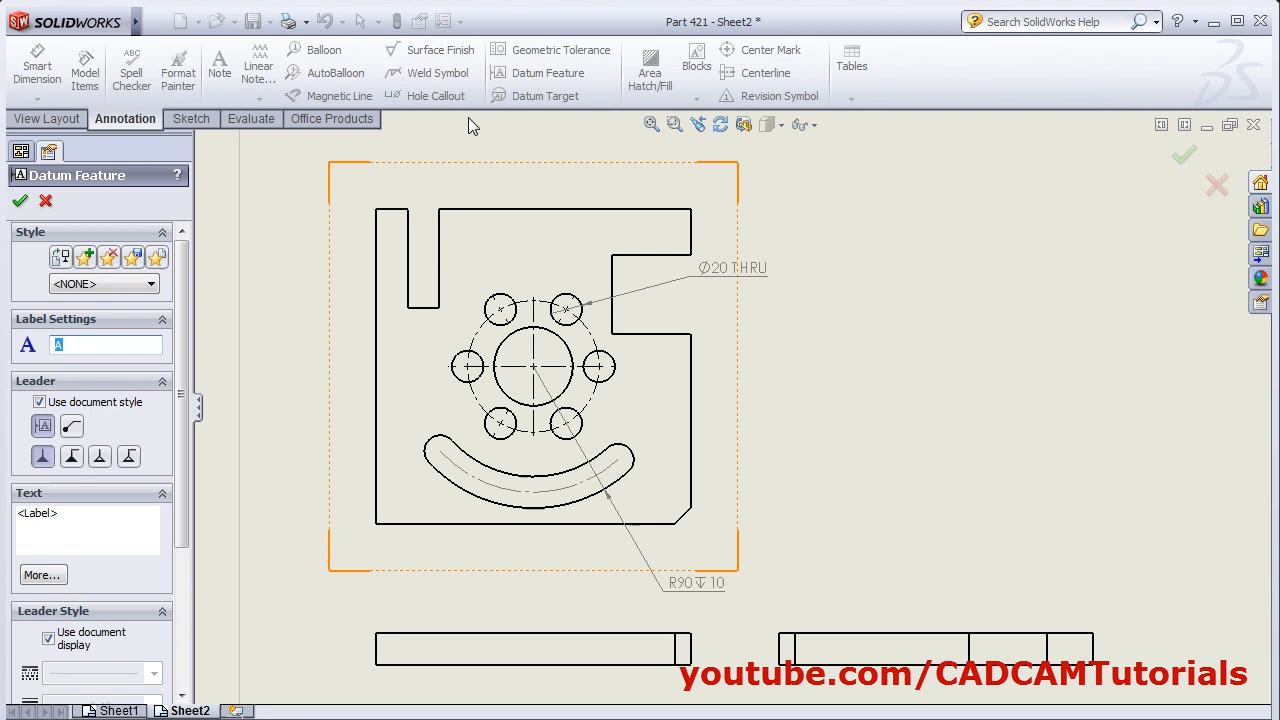 SOLIDWORKS
Part 421 - Sheet2 *
Search SolidWorks Help
Smart Dimension
Model Items
Spell Checker
Format Painter
Note
Linear Note...
Balloon
AutoBalloon
Magnetic Line
Surface Finish
Weld Symbol
Hole Callout
Geometric Tolerance
Datum Feature
Datum Target
Area Hatch/Fill
Blocks
Center Mark
Centerline
Revision Symbol
Tables
View Layout
Annotation
Sketch
Evaluate
Office Products
Datum Feature
?
Style
<NONE>
Label Settings
A
A
Leader
Use document style
Text
<Label>
More...
Leader Style
Use document display
Ø20 THRU
R90↧10
Sheet1
Sheet2
youtube.com/CADCAMTutorials